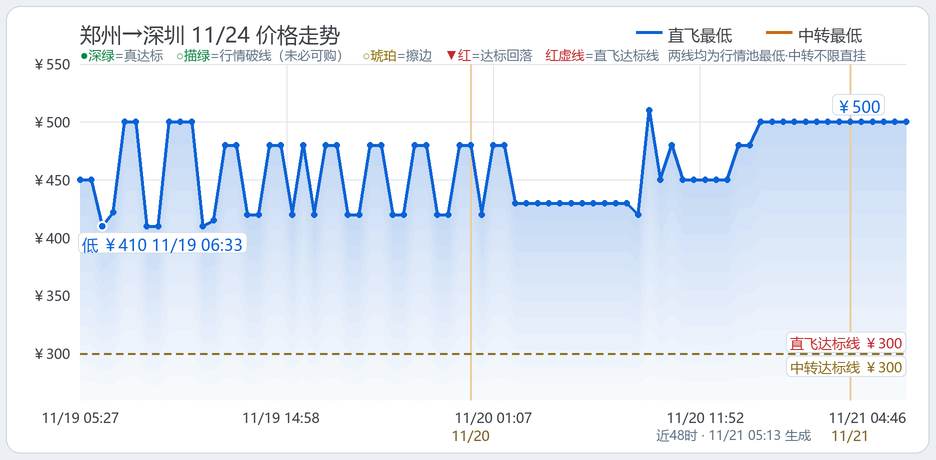 郑州→深圳 11/24 价格走势
直飞最低 中转最低
●深绿=真达标 ○描绿=行情破线（未必可购） ○琥珀=擦边 ▼红=达标回落 红虚线=直飞达标线 两线均为行情池最低·中转不限直挂
￥550
￥500
￥450
￥400
￥350
￥300
￥500
低 ￥410 11/19 06:33
直飞达标线 ￥300
中转达标线 ￥300
11/19 05:27 11/19 14:58 11/20 01:07 11/20 11:52 11/21 04:46
11/20 近48时 · 11/21 05:13 生成 11/21